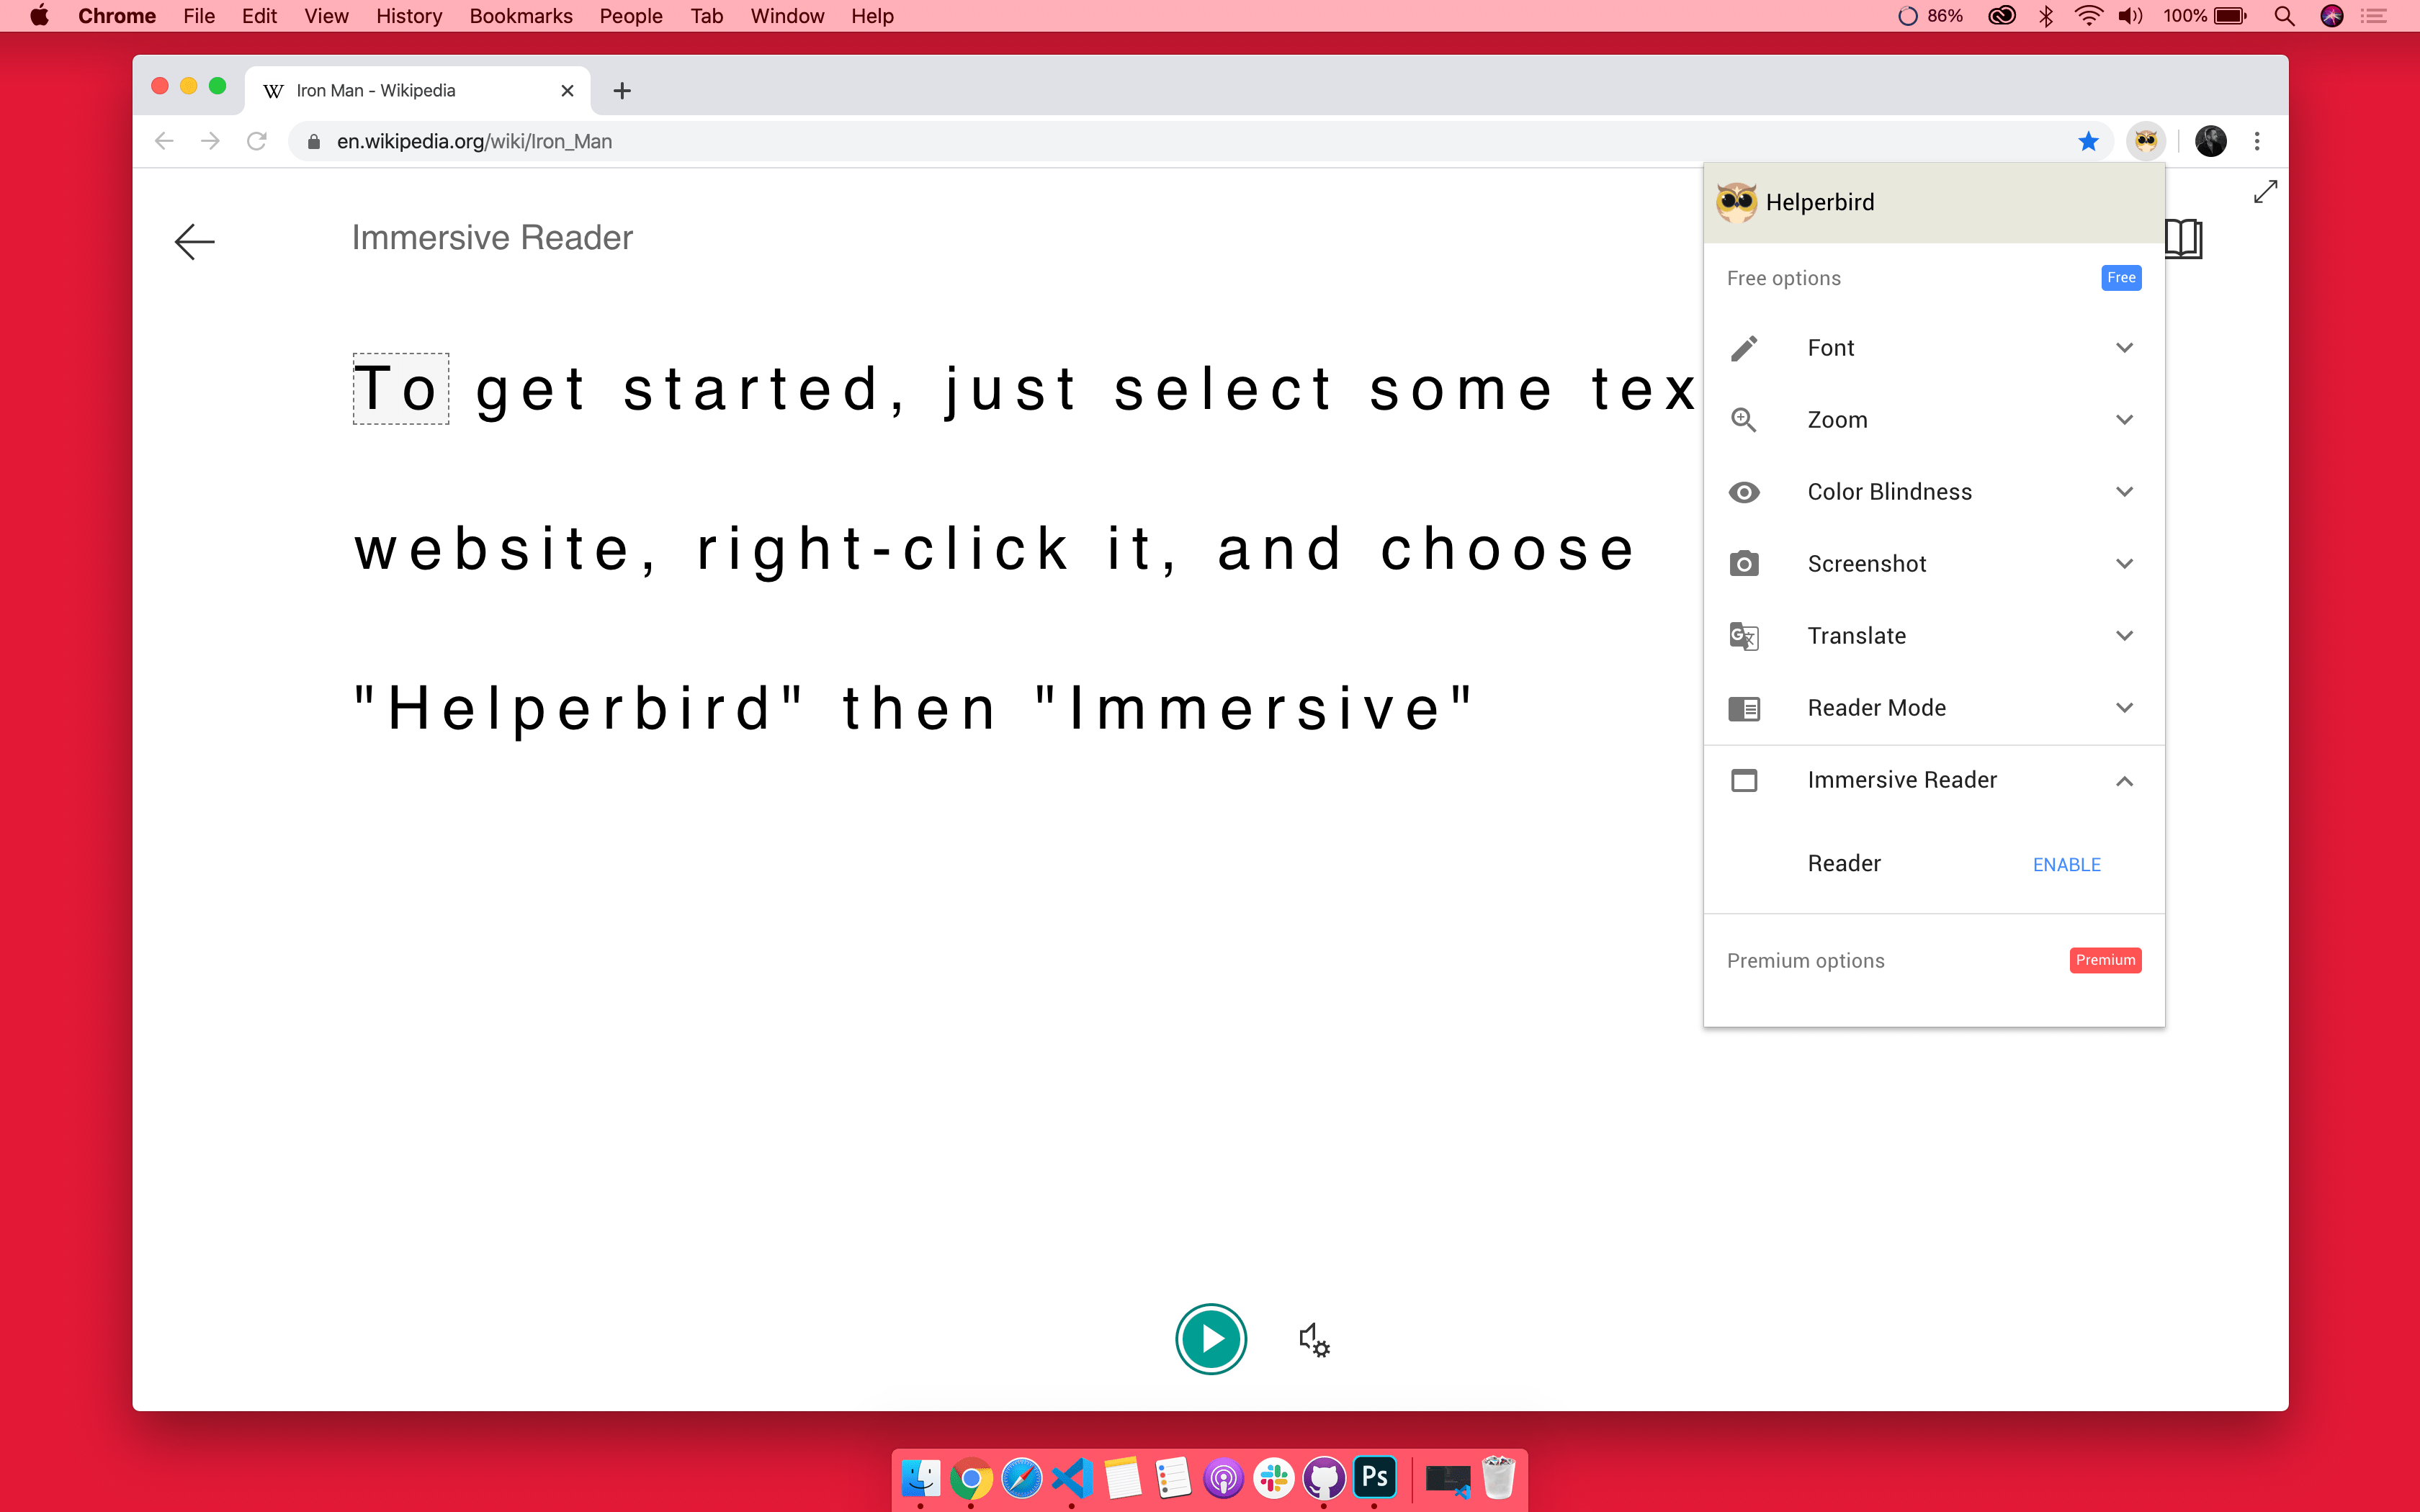 Chrome File Edit View History Bookmarks People Tab Window Help 86% 100%
Iron Man - Wikipedia
en.wikipedia.org/wiki/Iron_Man
Immersive Reader
To get started, just select some tex
website, right-click it, and choose
"Helperbird" then "Immersive"
Helperbird
Free options Free
Font
Zoom
Color Blindness
Screenshot
Translate
Reader Mode
Immersive Reader
Reader ENABLE
Premium options Premium
Ps